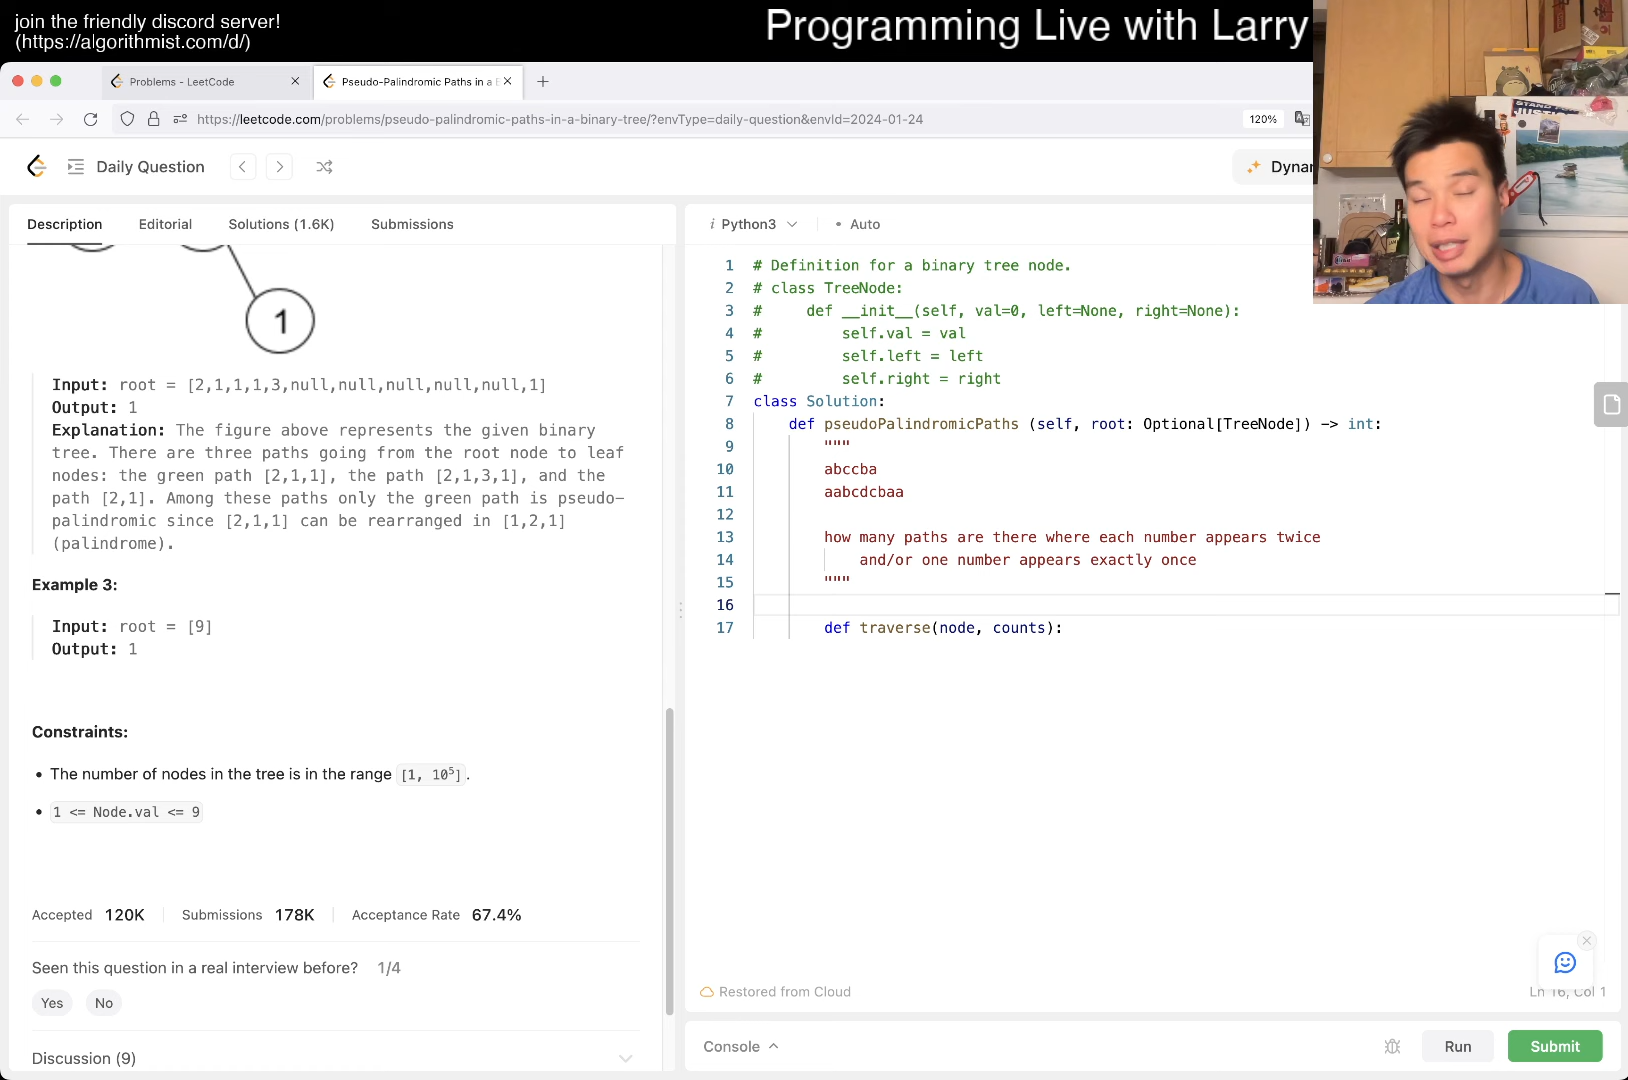 join the friendly discord server!
(https://algorithmist.com/d/)
Programming Live with Larry
Problems - LeetCode
Pseudo-Palindromic Paths in a B
https://leetcode.com/problems/pseudo-palindromic-paths-in-a-binary-tree/?envType=daily-question&envId=2024-01-24
120%
Daily Question
Dynam
Description
Editorial
Solutions (1.6K)
Submissions
1
Input: root = [2,1,1,1,3,null,null,null,null,null,1]
Output: 1
Explanation: The figure above represents the given binary
tree. There are three paths going from the root node to leaf
nodes: the green path [2,1,1], the path [2,1,3,1], and the
path [2,1]. Among these paths only the green path is pseudo-
palindromic since [2,1,1] can be rearranged in [1,2,1]
(palindrome).
Example 3:
Input: root = [9]
Output: 1
Constraints:
• The number of nodes in the tree is in the range [1, 10⁵].
• 1 <= Node.val <= 9
Accepted 120K
Submissions 178K
Acceptance Rate 67.4%
Seen this question in a real interview before? 1/4
Yes
No
Discussion (9)
i Python3
• Auto
1 # Definition for a binary tree node.
2 # class TreeNode:
3 #     def __init__(self, val=0, left=None, right=None):
4 #         self.val = val
5 #         self.left = left
6 #         self.right = right
7 class Solution:
8     def pseudoPalindromicPaths (self, root: Optional[TreeNode]) -> int:
9         """
10         abccba
11         aabcdcbaa
12
13         how many paths are there where each number appears twice
14             and/or one number appears exactly once
15         """
16
17         def traverse(node, counts):
Restored from Cloud
Ln 16, Col 1
Console
Run
Submit